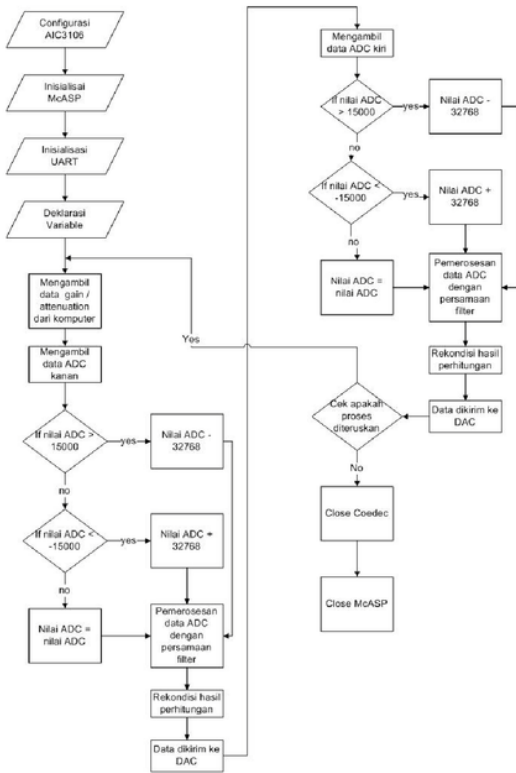 Configurasi
AIC3106
Inisialisai
McASP
Inisialisasi
UART
Deklarasi
Variable
Mengambil
data gain /
attenuation
dari komputer
Mengambil
data ADC
kanan
If nilai ADC >
15000
yes
Nilai ADC -
32768
no
If nilai ADC <
-15000
yes
Nilai ADC +
32768
no
Nilai ADC =
nilai ADC
Pemerosesan
data ADC
dengan
persamaan
filter
Rekondisi hasil
perhitungan
Data dikirim ke
DAC
Mengambil
data ADC kiri
If nilai ADC
> 15000
yes
Nilai ADC -
32768
no
If nilai ADC <
-15000
yes
Nilai ADC +
32768
no
Nilai ADC =
nilai ADC
Pemerosesan
data ADC
dengan
persamaan
filter
Rekondisi hasil
perhitungan
Data dikirim ke
DAC
Cek apakah
proses
diteruskan
Yes
No
Close Coedec
Close McASP